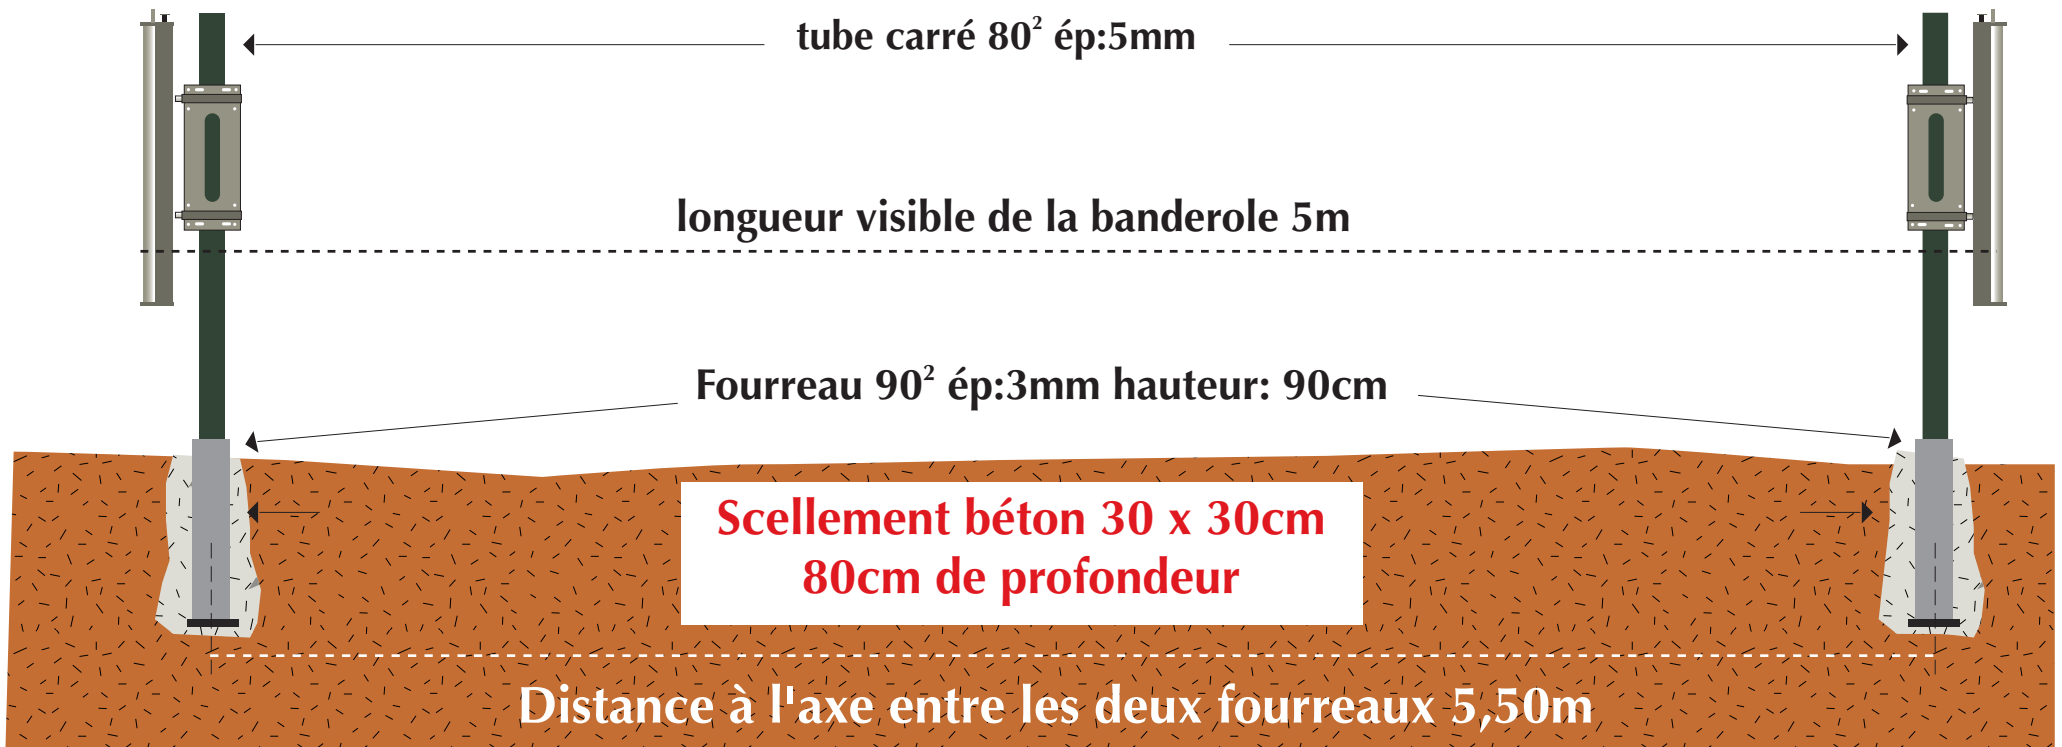 tube carré 80² ép:5mm
longueur visible de la banderole 5m
Fourreau 90² ép:3mm hauteur: 90cm
Scellement béton 30 x 30cm
80cm de profondeur
Distance à l'axe entre les deux fourreaux 5,50m